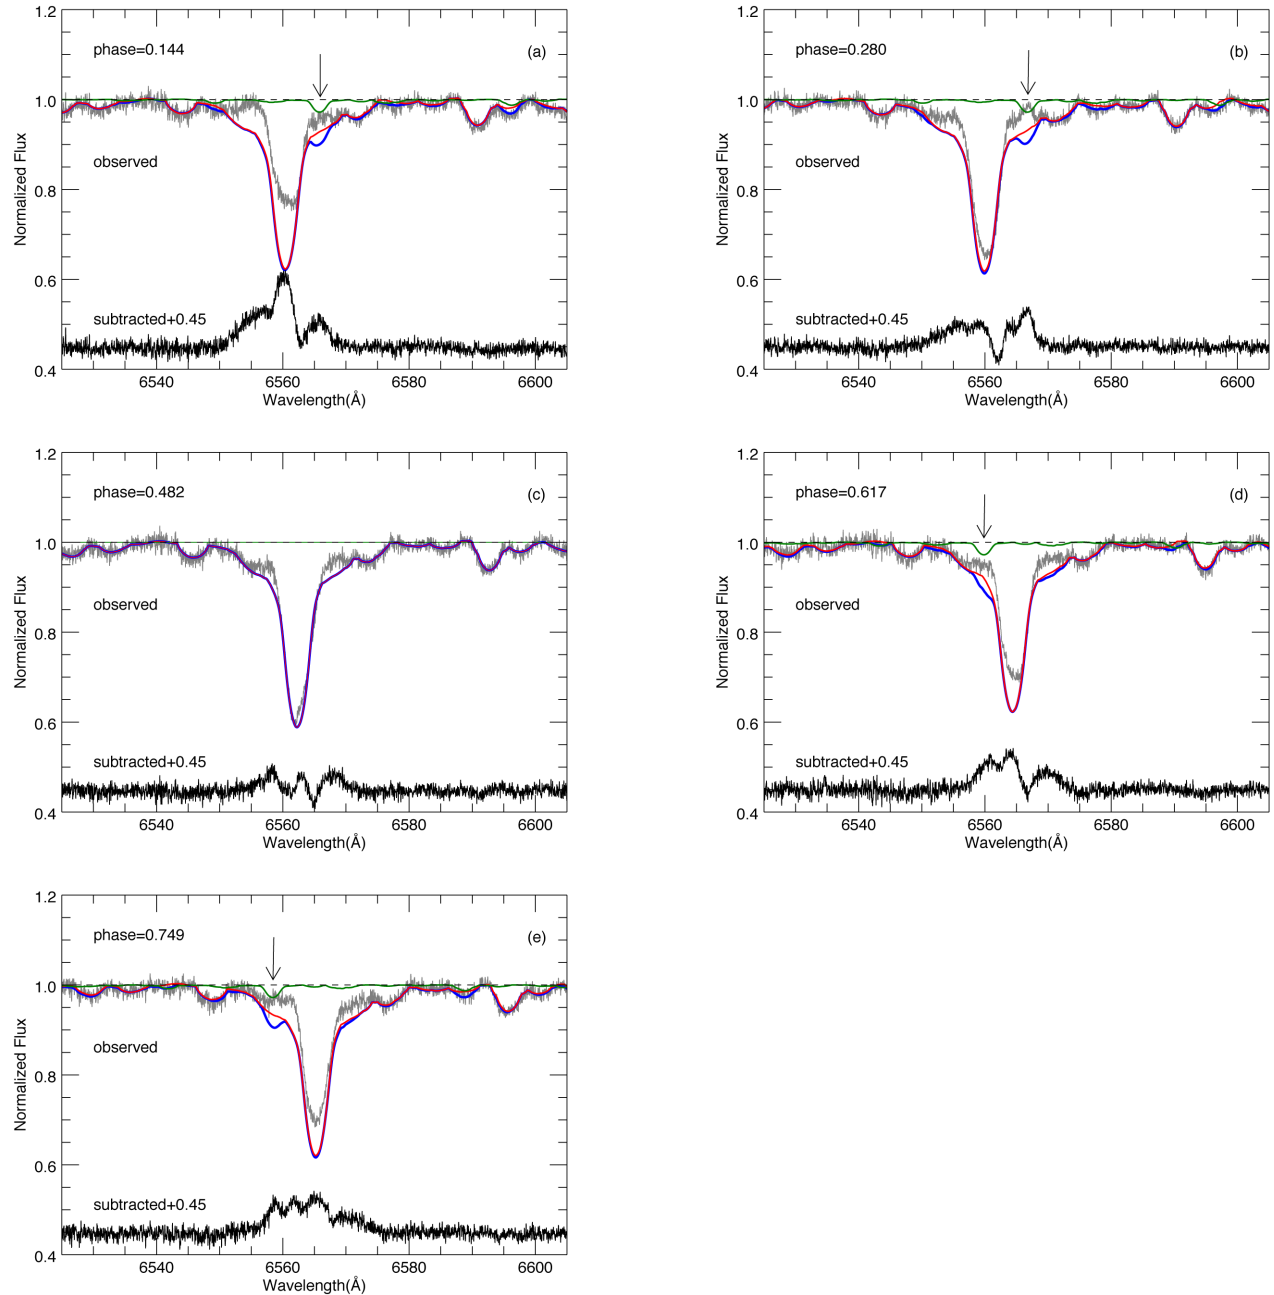 1.2
phase=0.144 (a)
1.0
Normalized Flux
observed
0.8
0.6
subtracted+0.45
0.4
6540 6560 6580 6600
Wavelength(Å)
1.2
phase=0.280 (b)
1.0
Normalized Flux
observed
0.8
0.6
subtracted+0.45
0.4
6540 6560 6580 6600
Wavelength(Å)
1.2
phase=0.482 (c)
1.0
Normalized Flux
observed
0.8
0.6
subtracted+0.45
0.4
6540 6560 6580 6600
Wavelength(Å)
1.2
phase=0.617 (d)
1.0
Normalized Flux
observed
0.8
0.6
subtracted+0.45
0.4
6540 6560 6580 6600
Wavelength(Å)
1.2
phase=0.749 (e)
1.0
Normalized Flux
observed
0.8
0.6
subtracted+0.45
0.4
6540 6560 6580 6600
Wavelength(Å)